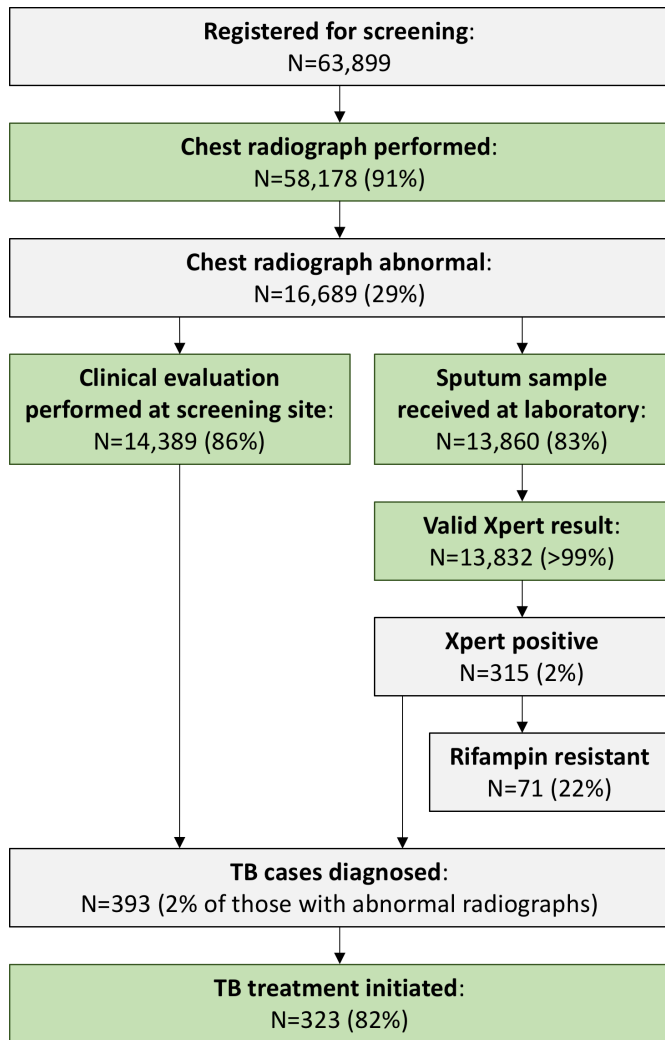 Registered for screening:
N=63,899
Chest radiograph performed:
N=58,178 (91%)
Chest radiograph abnormal:
N=16,689 (29%)
Clinical evaluation
performed at screening site:
N=14,389 (86%)
Sputum sample
received at laboratory:
N=13,860 (83%)
Valid Xpert result:
N=13,832 (>99%)
Xpert positive
N=315 (2%)
Rifampin resistant
N=71 (22%)
TB cases diagnosed:
N=393 (2% of those with abnormal radiographs)
TB treatment initiated:
N=323 (82%)